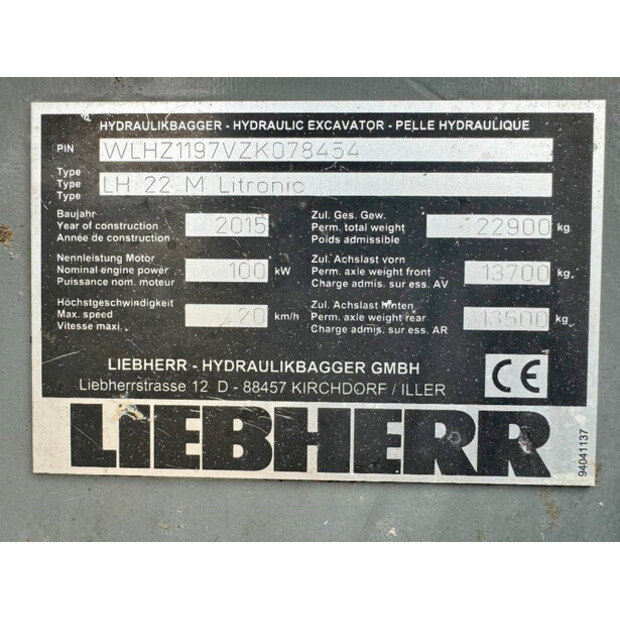 HYDRAULIKBAGGER - HYDRAULIC EXCAVATOR - PELLE HYDRAULIQUE
PIN WLHZ1197VZK078454
Type
Type LH 22 M Litronic
Type
Baujahr
Year of construction 2015
Année de construction
Zul. Ges. Gew.
Perm. total weight 22900 kg
Poids admissible
Nennleistung Motor
Nominal engine power 100 kW
Puissance nom. moteur
Zul. Achslast vorn
Perm. axle weight front 13700 kg
Charge admis. sur ess. AV
Höchstgeschwindigkeit
Max. speed 20 km/h
Vitesse maxi.
Zul. Achslast hinten
Perm. axle weight rear 13500 kg
Charge admis. sur ess. AR
LIEBHERR - HYDRAULIKBAGGER GMBH
Liebherrstrasse 12 D - 88457 KIRCHDORF / ILLER
CE
LIEBHERR
94041137